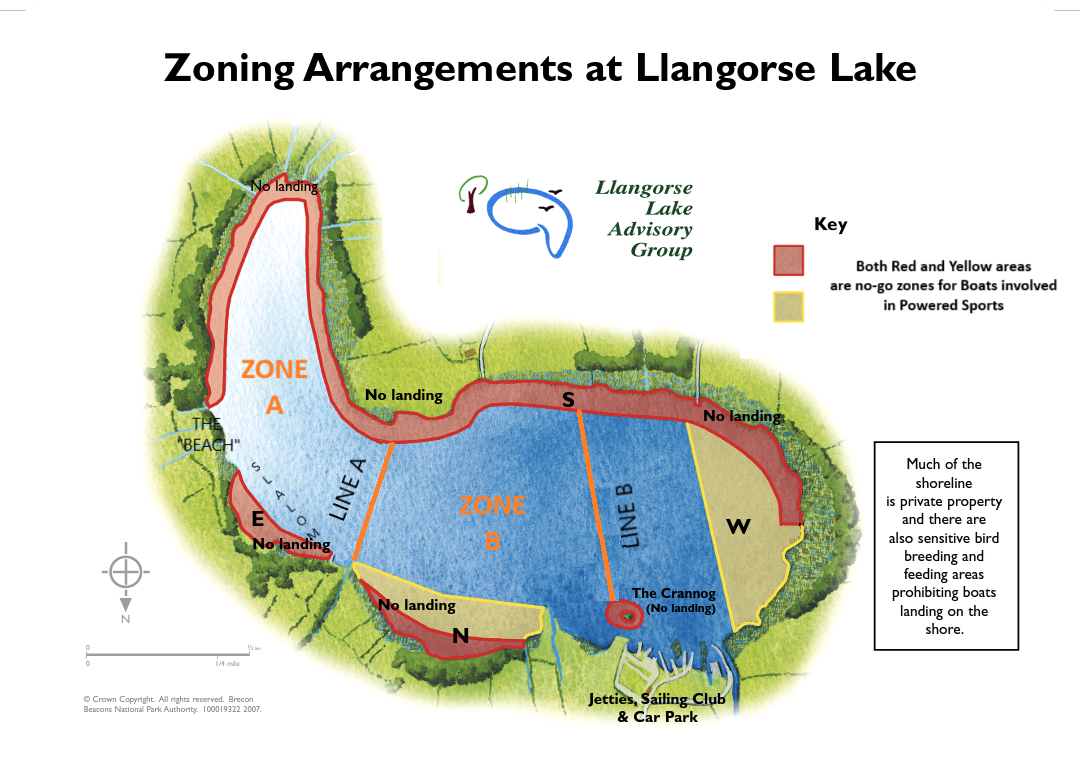 Zoning Arrangements at Llangorse Lake
No landing
Llangorse
Lake
Advisory
Group
Key
Both Red and Yellow areas
are no-go zones for Boats involved
in Powered Sports
ZONE
A
No landing
S
No landing
THE
"BEACH"
SLALOM
LINE A
ZONE
B
LINE B
W
E
No landing
Much of the
shoreline
is private property
and there are
also sensitive bird
breeding and
feeding areas
prohibiting boats
landing on the
shore.
The Crannog
(No landing)
No landing
N
N
0 ½ km
0 1/4 mile
Jetties, Sailing Club
& Car Park
© Crown Copyright. All rights reserved. Brecon
Beacons National Park Authority. 100019322 2007.